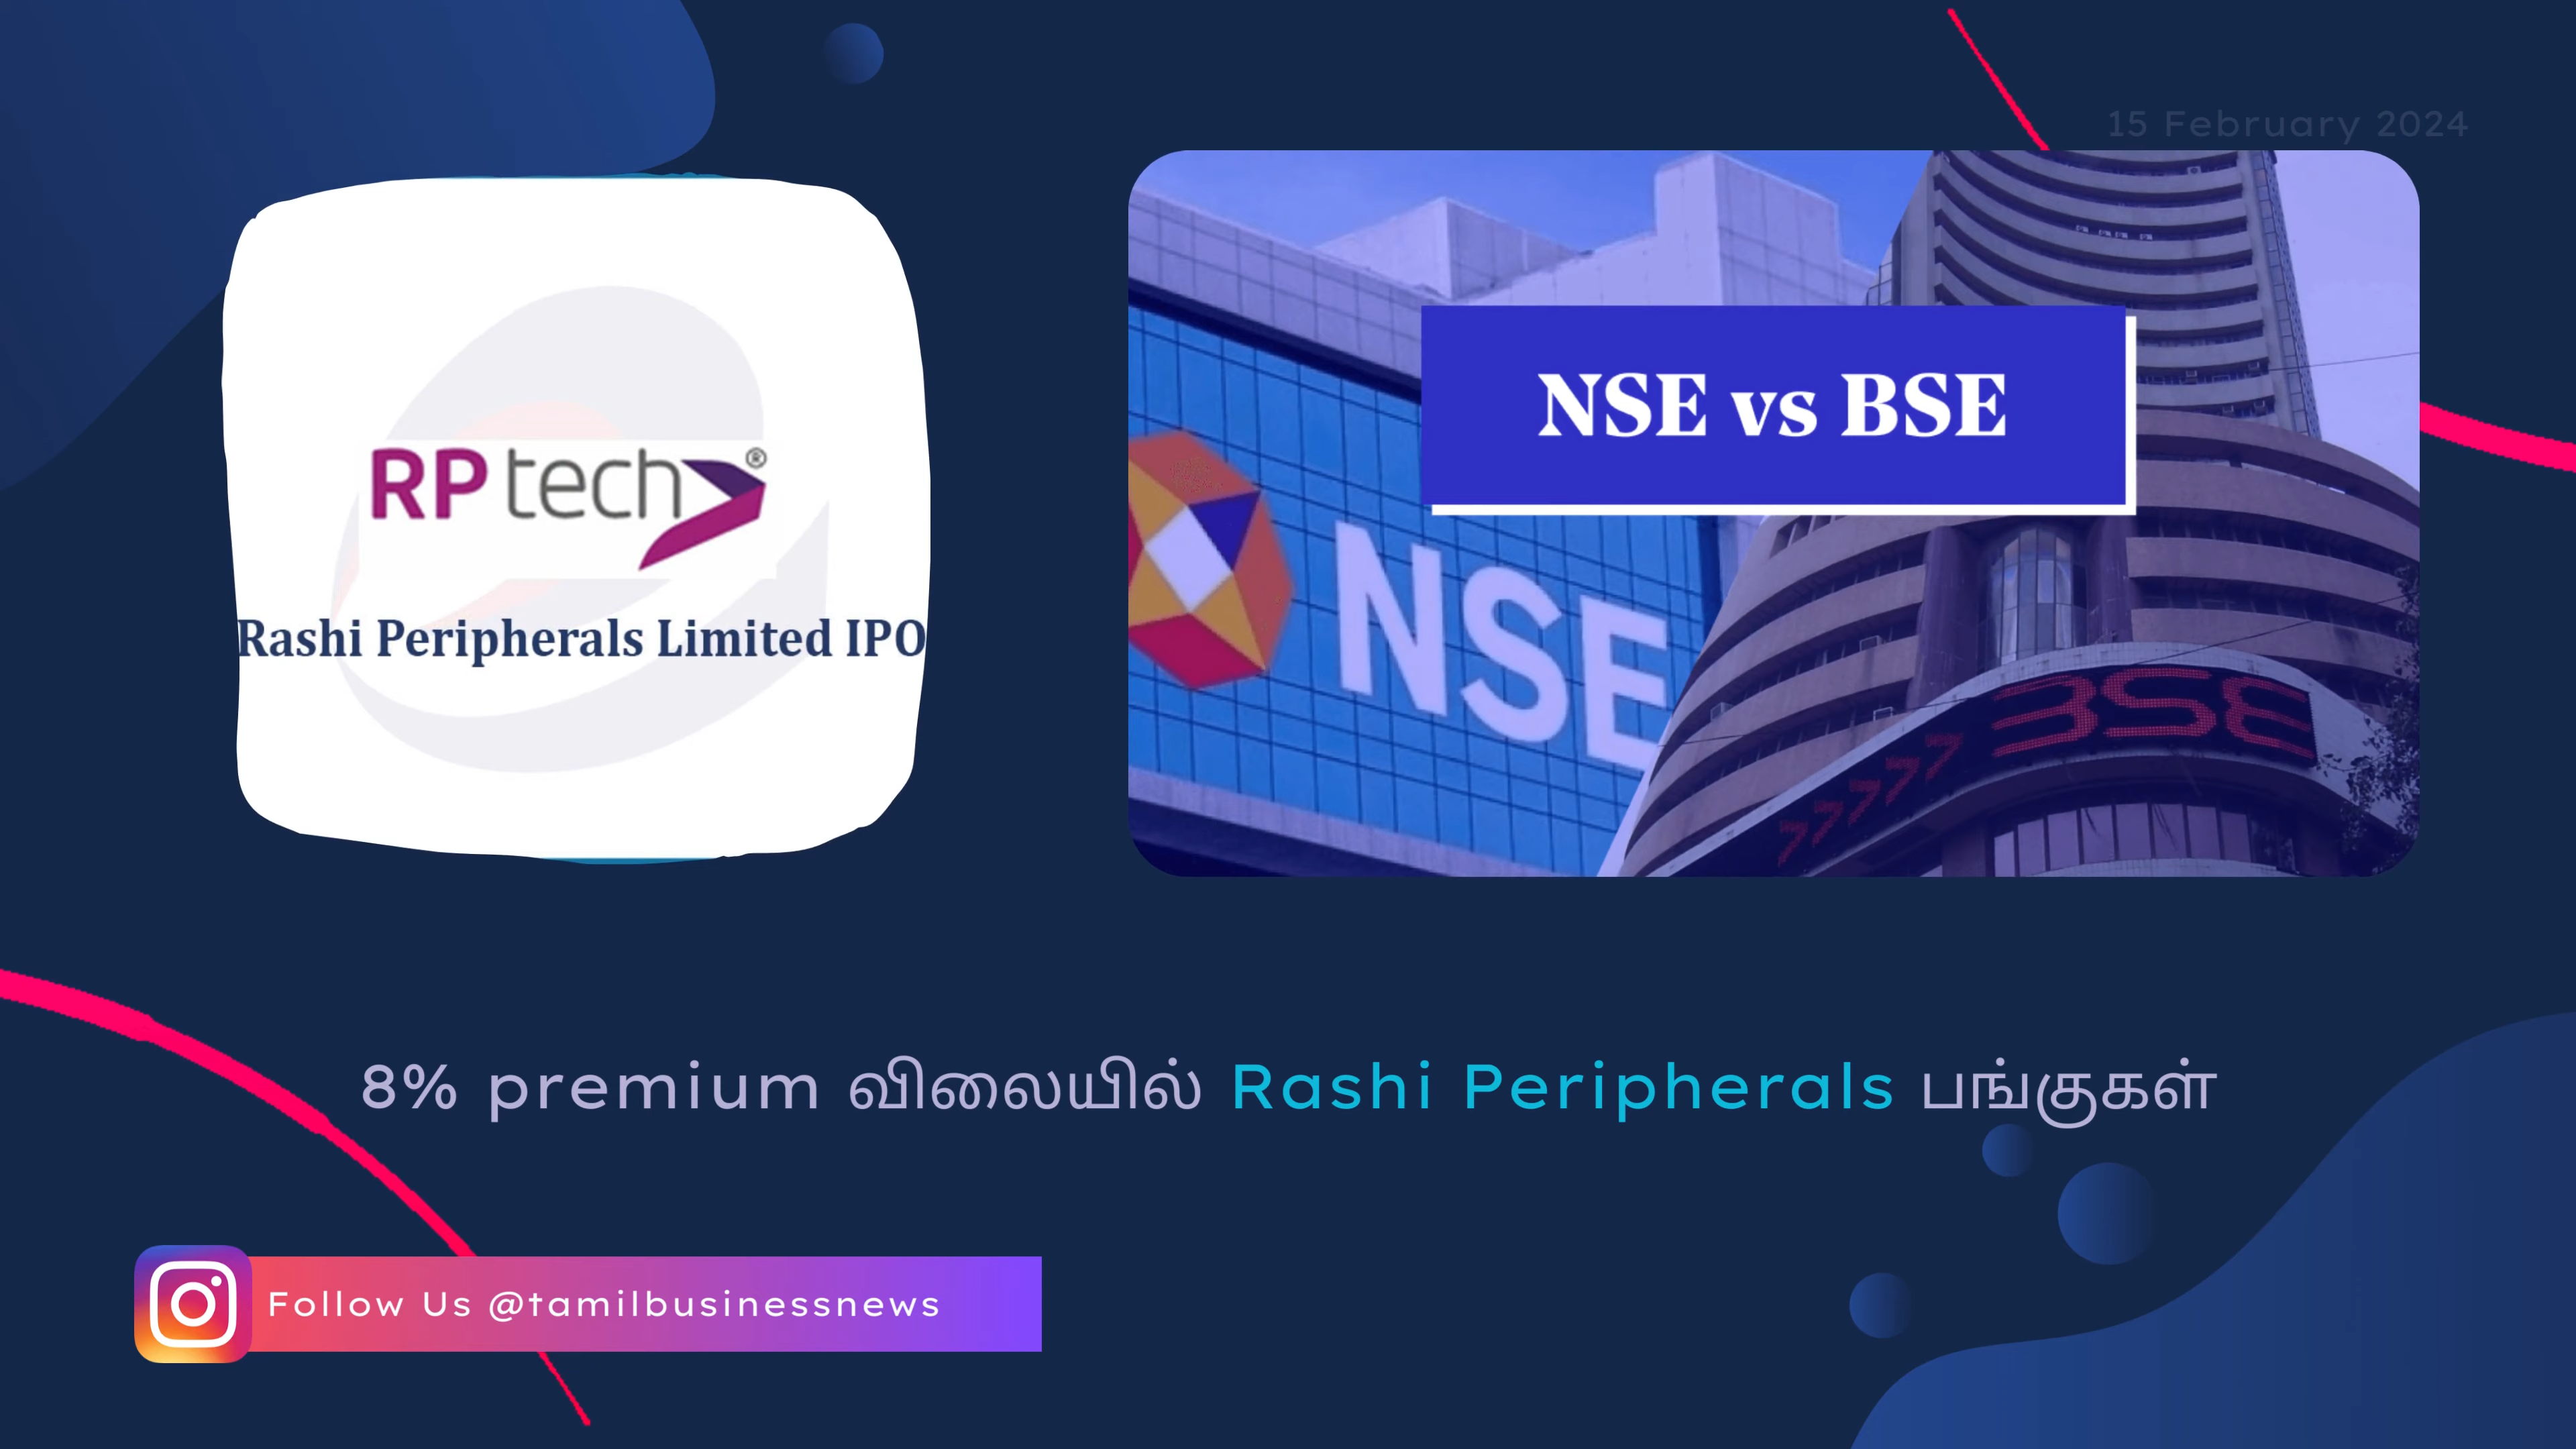 15 February 2024
RP tech®
Rashi Peripherals Limited IPO
NSE vs BSE
NSE
BSE
8% premium விலையில் Rashi Peripherals பங்குகள்
Follow Us @tamilbusinessnews